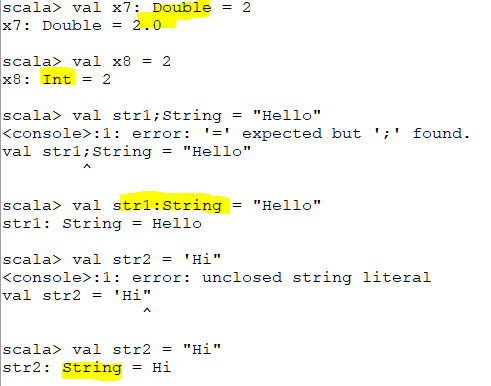 scala> val x7: Double = 2
x7: Double = 2.0
scala> val x8 = 2
x8: Int = 2
scala> val str1;String = "Hello"
<console>:1: error: '=' expected but ';' found.
val str1;String = "Hello"
^
scala> val str1:String = "Hello"
str1: String = Hello
scala> val str2 = 'Hi"
<console>:1: error: unclosed string literal
val str2 = 'Hi"
^
scala> val str2 = "Hi"
str2: String = Hi